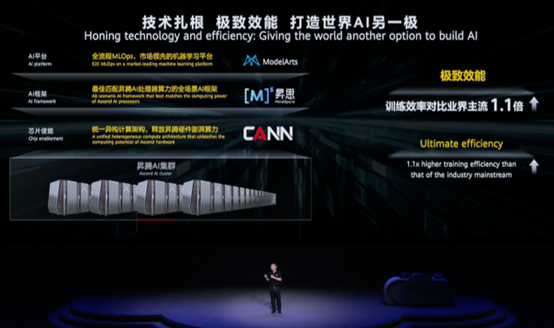 技术扎根 极致效能 打造世界AI另一极
Honing technology and efficiency: Giving the world another option to build AI
AI平台
AI platform
全流程MLOps，市场领先的机器学习平台
E2E MLOps on a market-leading machine learning platform
ModelArts
AI框架
AI framework
最佳匹配昇腾AI处理器算力的全场景AI框架
All-scenario AI framework that best matches the computing power
of Ascend AI processors
[M]s 昇思
MindSpore
芯片使能
Chip enablement
统一异构计算架构，释放昇腾硬件澎湃算力
A unified heterogeneous compute architecture that unleashes the
computing potential of Ascend hardware
CANN
昇腾AI集群
Ascend AI cluster
极致效能
训练效率对比业界主流 1.1倍
Ultimate efficiency
1.1x higher training efficiency than
that of the industry mainstream